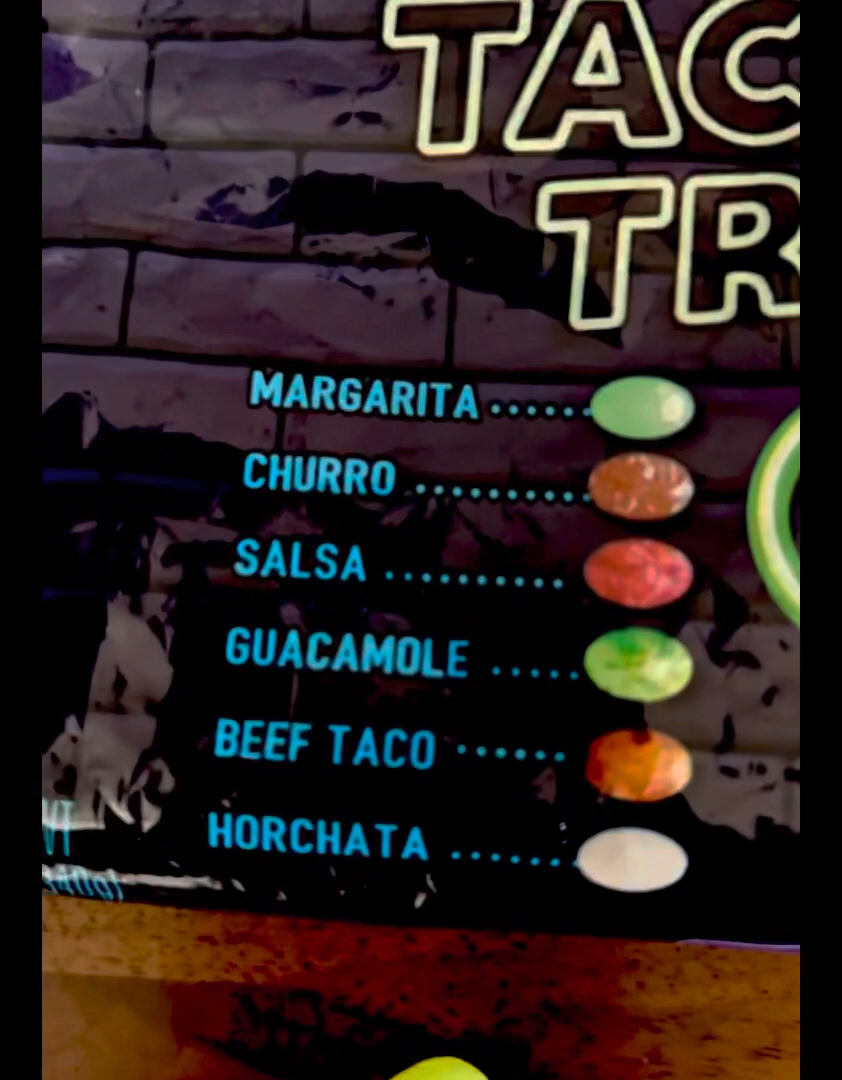 TAC
TR
MARGARITA
CHURRO
SALSA
GUACAMOLE
BEEF TACO
HORCHATA